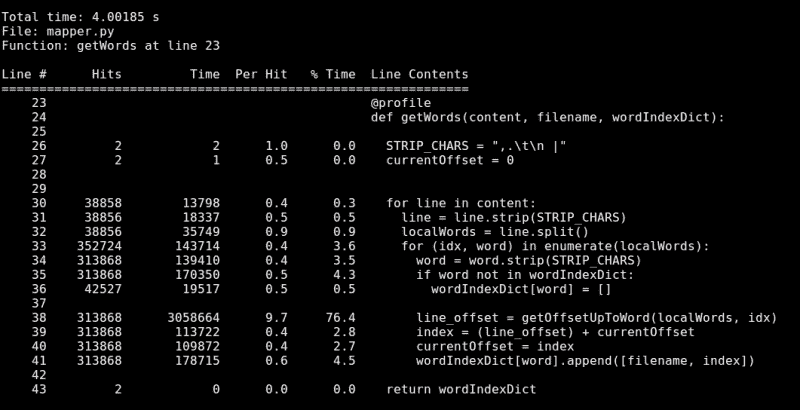 Total time: 4.00185 s
File: mapper.py
Function: getWords at line 23

Line #      Hits         Time  Per Hit   % Time  Line Contents
==============================================================
    23                                           @profile
    24                                           def getWords(content, filename, wordIndexDict):
    25
    26         2            2      1.0      0.0    STRIP_CHARS = ",.\t\n |"
    27         2            1      0.5      0.0    currentOffset = 0
    28
    29
    30     38858        13798      0.4      0.3    for line in content:
    31     38856        18337      0.5      0.5      line = line.strip(STRIP_CHARS)
    32     38856        35749      0.9      0.9      localWords = line.split()
    33    352724       143714      0.4      3.6      for (idx, word) in enumerate(localWords):
    34    313868       139410      0.4      3.5        word = word.strip(STRIP_CHARS)
    35    313868       170350      0.5      4.3        if word not in wordIndexDict:
    36     42527        19517      0.5      0.5          wordIndexDict[word] = []
    37
    38    313868      3058664      9.7     76.4        line_offset = getOffsetUpToWord(localWords, idx)
    39    313868       113722      0.4      2.8        index = (line_offset) + currentOffset
    40    313868       109872      0.4      2.7        currentOffset = index
    41    313868       178715      0.6      4.5        wordIndexDict[word].append([filename, index])
    42
    43         2            0      0.0      0.0    return wordIndexDict